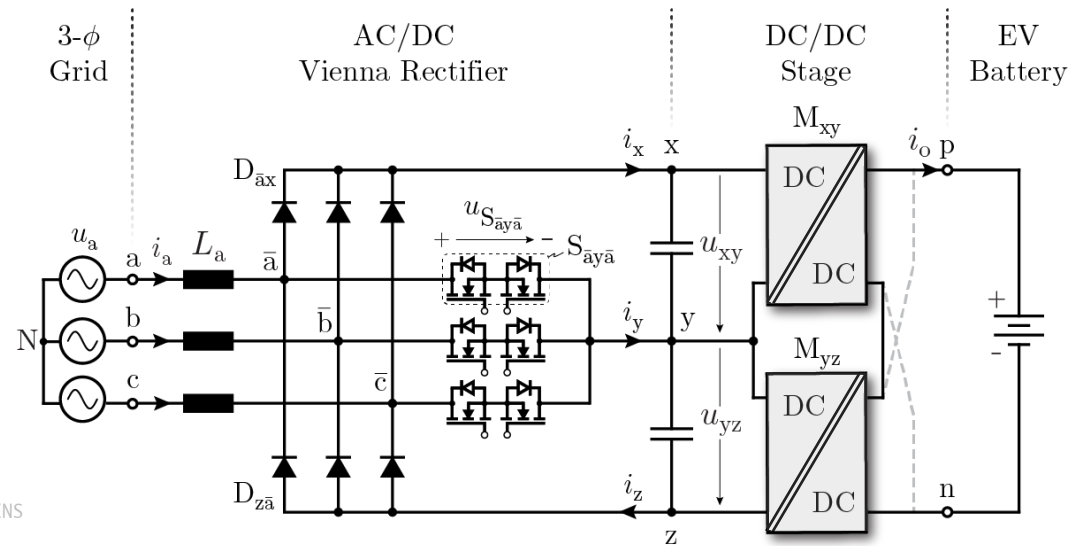 3-ϕ
Grid
AC/DC
Vienna Rectifier
DC/DC
Stage
EV
Battery
M_xy
i_x
x
i_o
p
D_āx
DC
u_S_āyā
+
-
S_āyā
u_a
a
i_a
L_a
ā
u_xy
DC
N
b
b̄
i_y
y
+
-
M_yz
c
c̄
DC
u_yz
D_zā
i_z
n
DC
NS
z